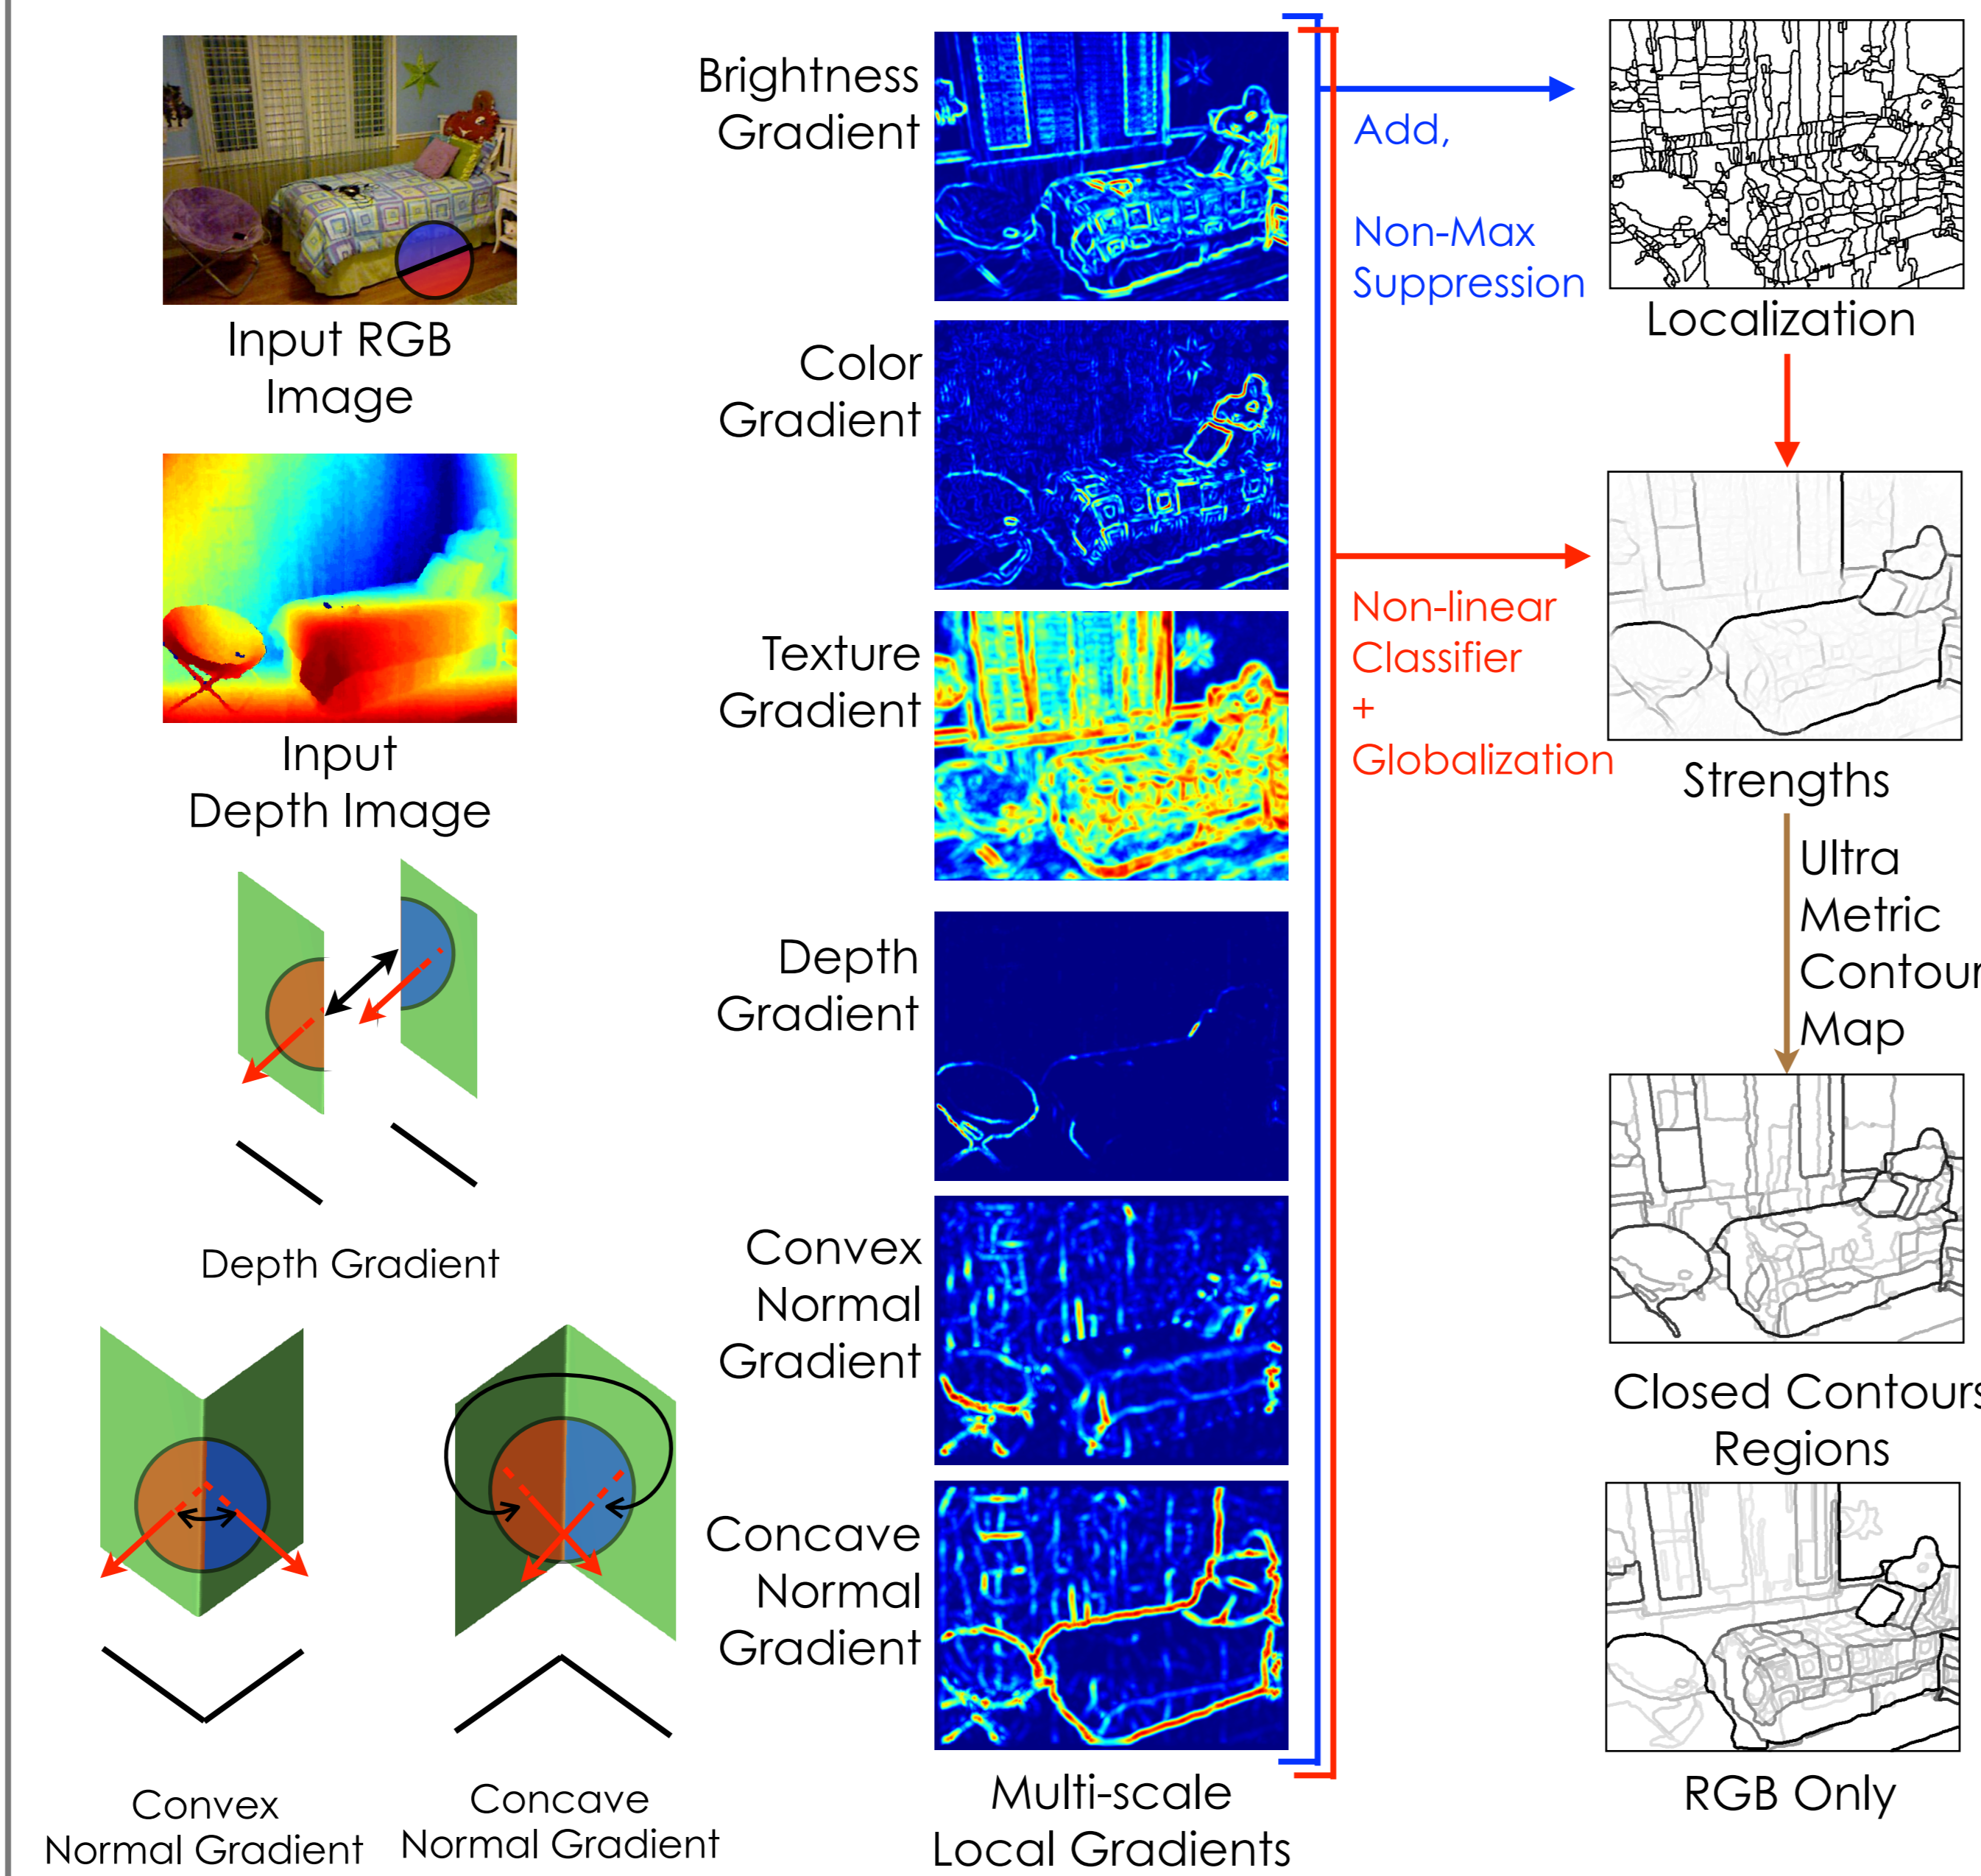 Input RGB
Image
Input
Depth Image
Depth Gradient
Convex
Normal Gradient
Concave
Normal Gradient
Brightness
Gradient
Color
Gradient
Texture
Gradient
Depth
Gradient
Convex
Normal
Gradient
Concave
Normal
Gradient
Multi-scale
Local Gradients
Add,
Non-Max
Suppression
Non-linear
Classifier
+
Globalization
Localization
Strengths
Ultra
Metric
Contour
Map
Closed Contours
Regions
RGB Only